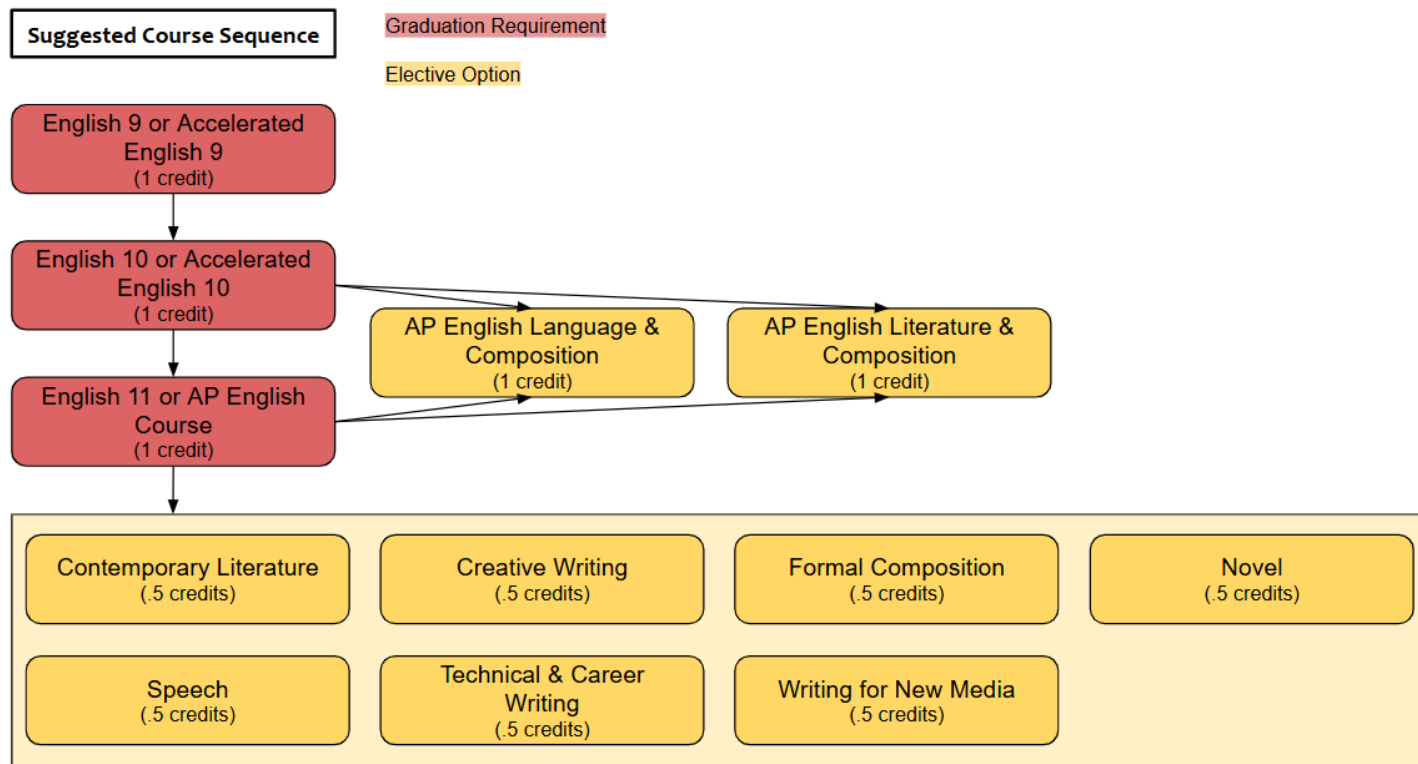 Suggested Course Sequence
Graduation Requirement
Elective Option
English 9 or Accelerated
English 9
(1 credit)
English 10 or Accelerated
English 10
(1 credit)
AP English Language &
Composition
(1 credit)
AP English Literature &
Composition
(1 credit)
English 11 or AP English
Course
(1 credit)
Contemporary Literature
(.5 credits)
Creative Writing
(.5 credits)
Formal Composition
(.5 credits)
Novel
(.5 credits)
Speech
(.5 credits)
Technical & Career
Writing
(.5 credits)
Writing for New Media
(.5 credits)